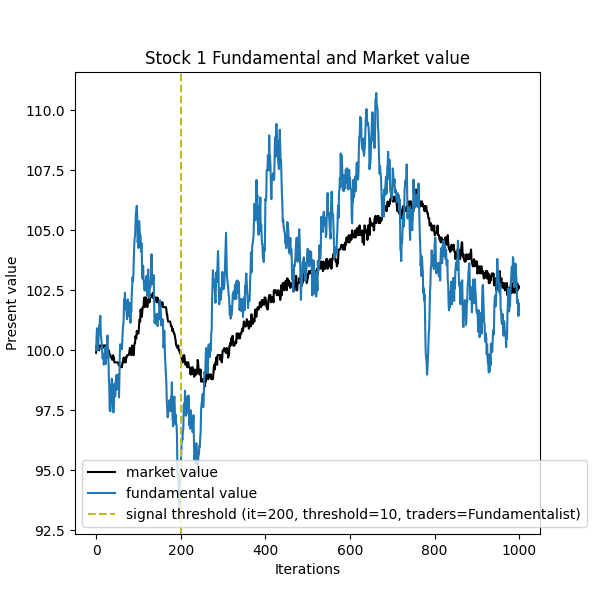 Stock 1 Fundamental and Market value
Present value
110.0
107.5
105.0
102.5
100.0
97.5
95.0
92.5
market value
fundamental value
signal threshold (it=200, threshold=10, traders=Fundamentalist)
0
200
400
600
800
1000
Iterations